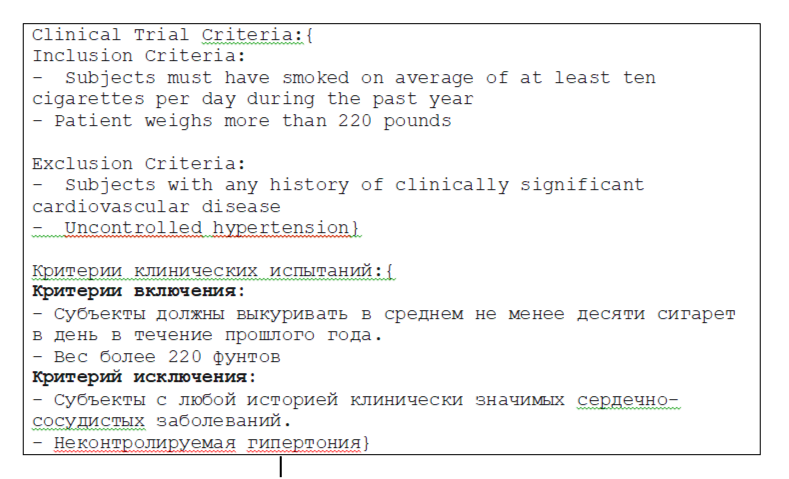 Clinical Trial Criteria:{
Inclusion Criteria:
-  Subjects must have smoked on average of at least ten
cigarettes per day during the past year
- Patient weighs more than 220 pounds
Exclusion Criteria:
-  Subjects with any history of clinically significant
cardiovascular disease
-  Uncontrolled hypertension}
Критерии клинических испытаний:{
Критерии включения:
- Субъекты должны выкуривать в среднем не менее десяти сигарет
в день в течение прошлого года.
- Вес более 220 фунтов
Критерий исключения:
- Субъекты с любой историей клинически значимых сердечно-
сосудистых заболеваний.
- Неконтролируемая гипертония}